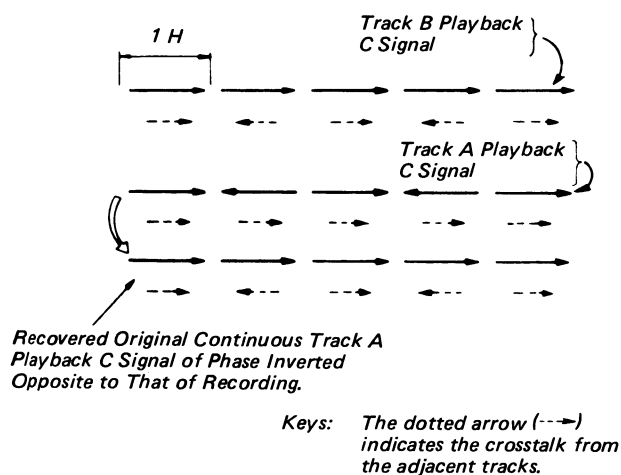 1 H
Track B Playback
C Signal
Track A Playback
C Signal
Recovered Original Continuous Track A
Playback C Signal of Phase Inverted
Opposite to That of Recording.
Keys: The dotted arrow (---→)
indicates the crosstalk from
the adjacent tracks.